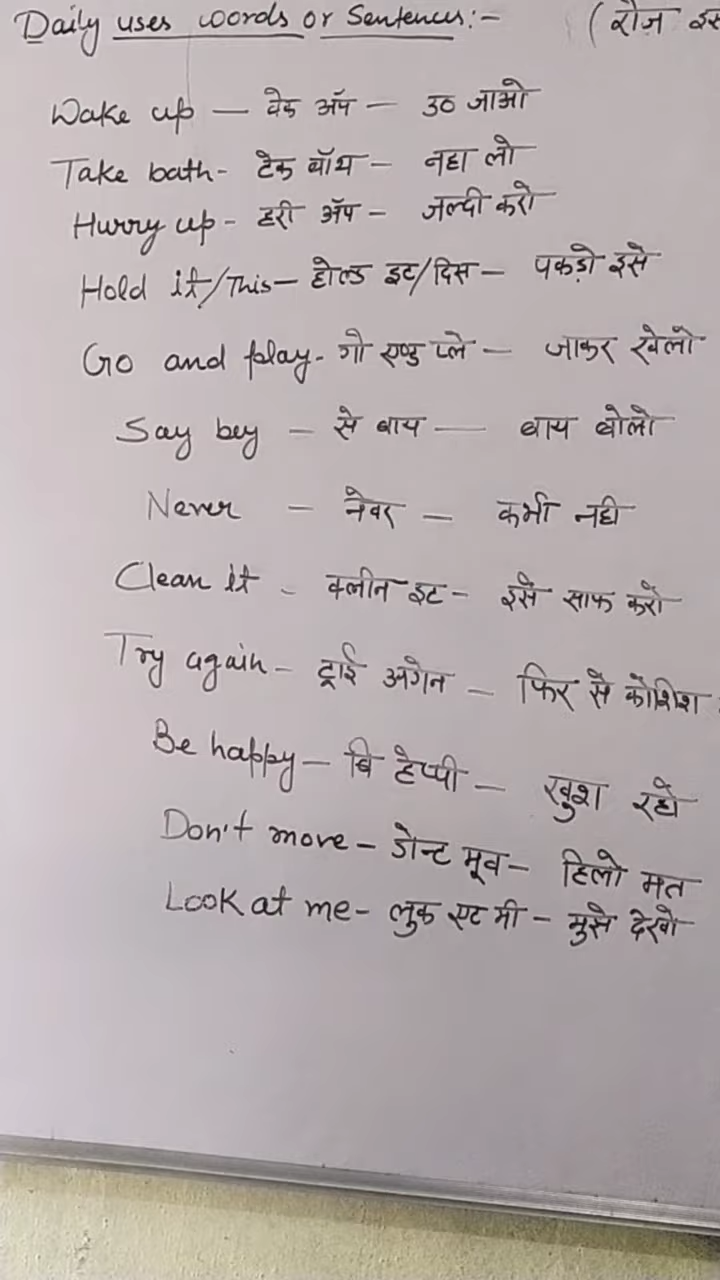 Daily uses words or Sentences:- (रोज़ इस
Wake up — वेक अॅप — उठ जाओ
Take bath - टेक बॉथ - नहा लो
Hurry up - हरी अॅप - जल्दी करो
Hold it/This - होल्ड इट/दिस - पकड़ो इसे
Go and play - गो एण्ड प्ले - जाकर खेलो
Say bey - से बाय — बाय बोलो
Never - नेवर - कभी नही
Clean it - क्लीन इट - इसे साफ करो
Try again - ट्राई अगेन - फिर से कोशिश
Be happy - बि हेप्पी - खुश रहो
Don't move - डोन्ट मूव - हिलो मत
Look at me - लुक एट मी - मुसे देखो